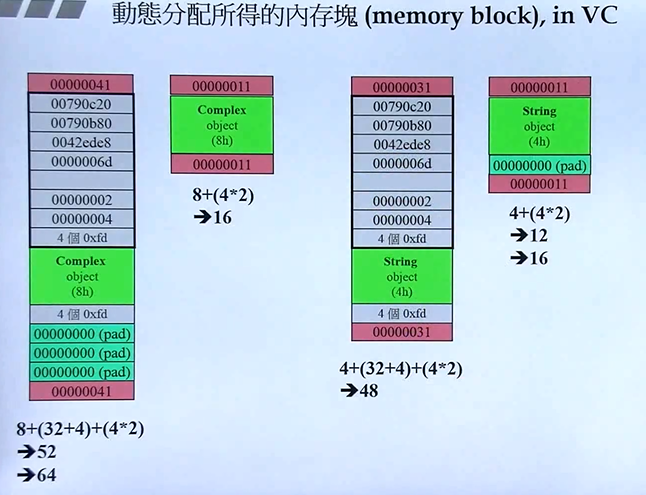 動態分配所得的內存塊 (memory block), in VC
00000041
00790c20
00790b80
0042ede8
0000006d
00000002
00000004
4 個 0xfd
Complex
object
(8h)
4 個 0xfd
00000000 (pad)
00000000 (pad)
00000000 (pad)
00000041
8+(32+4)+(4*2)
➔52
➔64
00000011
Complex
object
(8h)
00000011
8+(4*2)
➔16
00000031
00790c20
00790b80
0042ede8
0000006d
00000002
00000004
4 個 0xfd
String
object
(4h)
4 個 0xfd
00000031
4+(32+4)+(4*2)
➔48
00000011
String
object
(4h)
00000000 (pad)
00000011
4+(4*2)
➔12
➔16